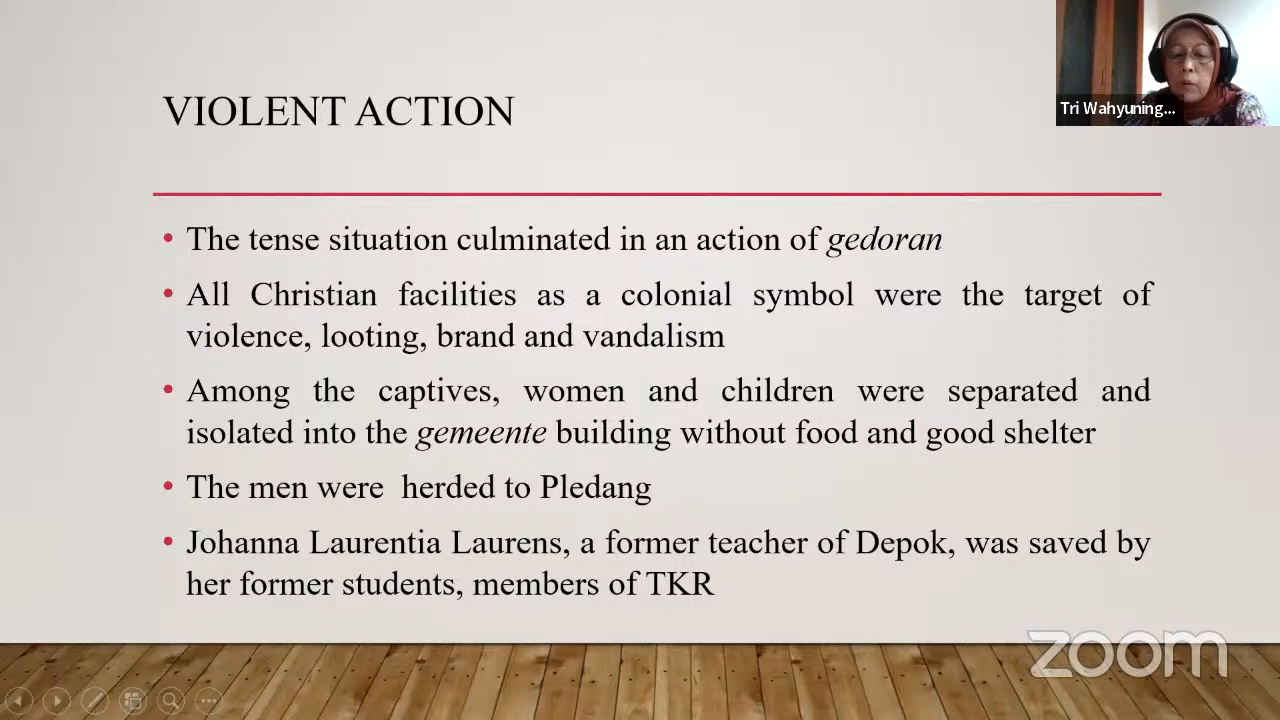 VIOLENT ACTION
Tri Wahyuning...
• The tense situation culminated in an action of gedoran
• All Christian facilities as a colonial symbol were the target of
violence, looting, brand and vandalism
• Among the captives, women and children were separated and
isolated into the gemeente building without food and good shelter
• The men were herded to Pledang
• Johanna Laurentia Laurens, a former teacher of Depok, was saved by
her former students, members of TKR
zoom